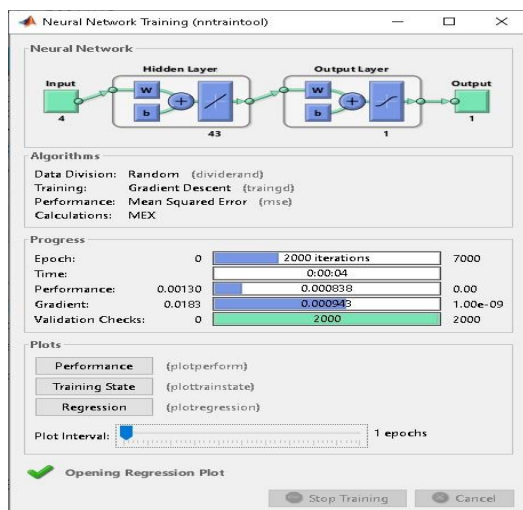 Neural Network Training (nntraintool)
Neural Network
Hidden Layer Output Layer
Input Output
W W
b b
+ +
4 43 1 1
Algorithms
Data Division: Random (dividerand)
Training: Gradient Descent (traingd)
Performance: Mean Squared Error (mse)
Calculations: MEX
Progress
Epoch: 0 2000 iterations 7000
Time: 0:00:04
Performance: 0.00130 0.000838 0.00
Gradient: 0.0183 0.000943 1.00e-09
Validation Checks: 0 2000 2000
Plots
Performance (plotperform)
Training State (plottrainstate)
Regression (plotregression)
Plot Interval: 1 epochs
Opening Regression Plot
Stop Training Cancel